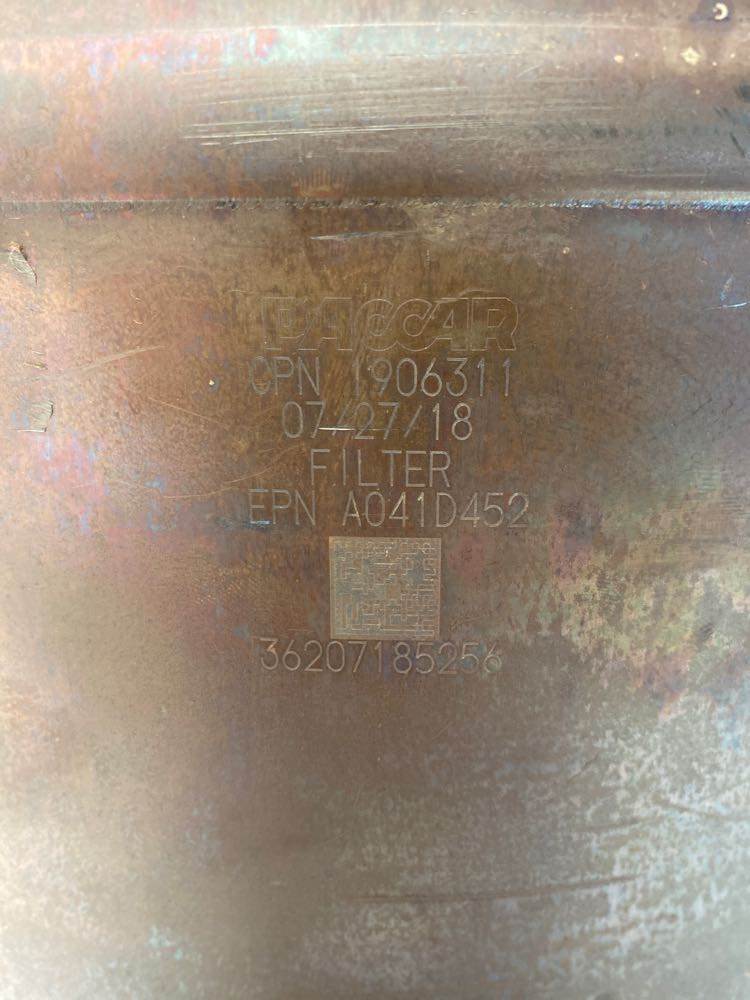 PACCAR
CPN 1906311
07/27/18
FILTER
EPN A041D452
36207185256